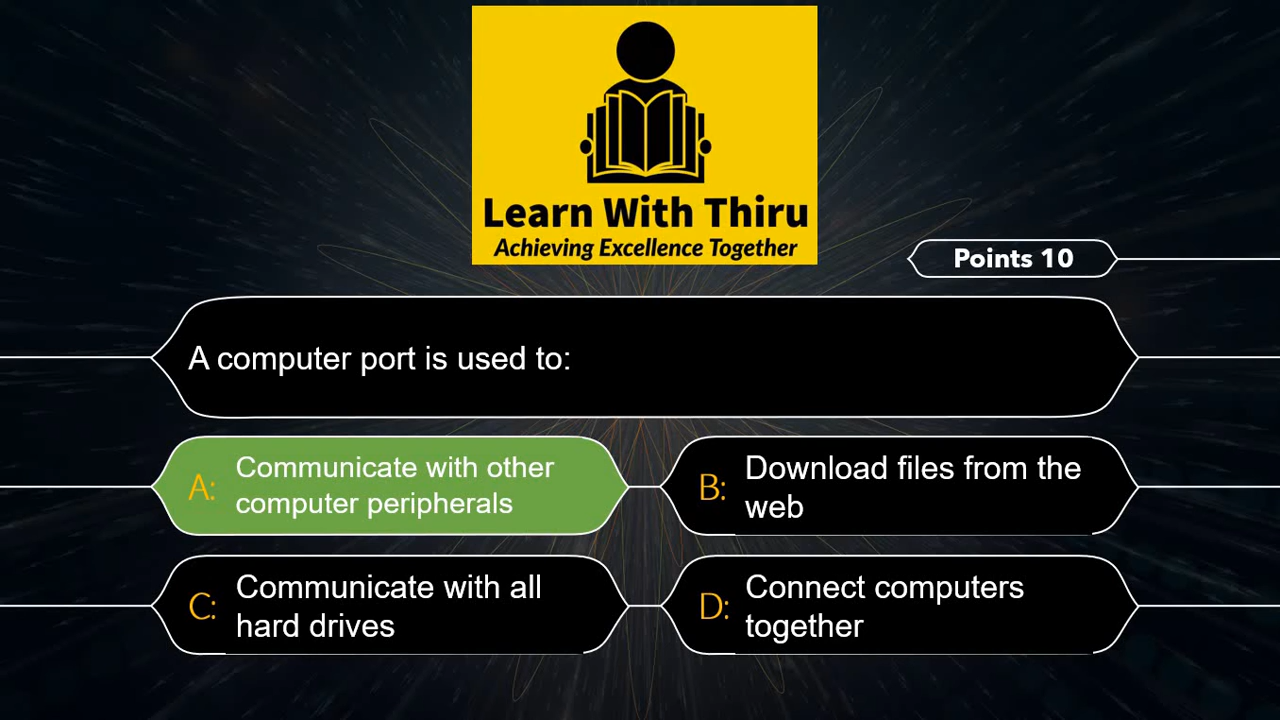 Learn With Thiru
Achieving Excellence Together
Points 10
A computer port is used to:
A: Communicate with other
computer peripherals
B: Download files from the
web
C: Communicate with all
hard drives
D: Connect computers
together